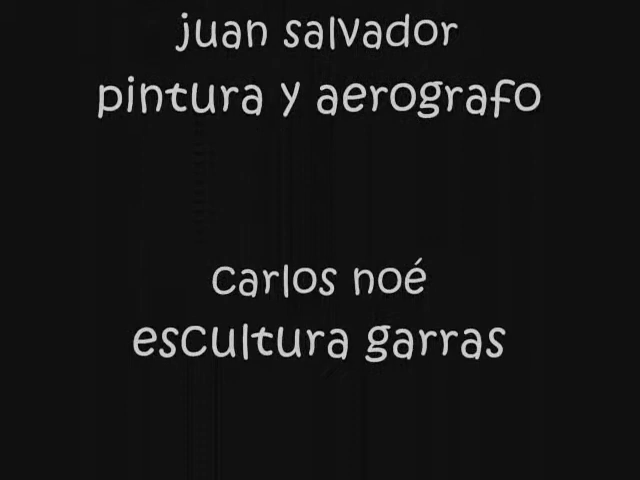 juan salvador
pintura y aerografo
carlos noé
escultura garras